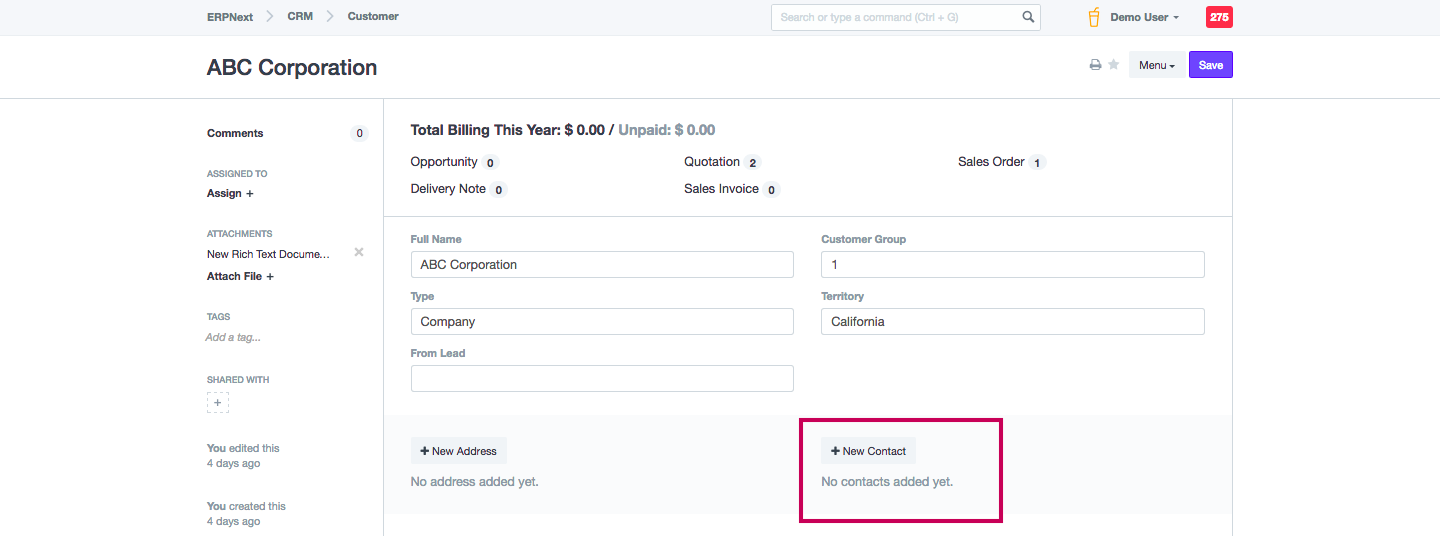 ERPNext CRM Customer Search or type a command (Ctrl + G) Demo User 275
ABC Corporation Menu Save
Comments 0
ASSIGNED TO
Assign +
ATTACHMENTS
New Rich Text Docume...
Attach File +
TAGS
Add a tag...
SHARED WITH
+
You edited this
4 days ago
You created this
4 days ago
Total Billing This Year: $ 0.00 / Unpaid: $ 0.00
Opportunity 0 Quotation 2 Sales Order 1
Delivery Note 0 Sales Invoice 0
Full Name Customer Group
ABC Corporation 1
Type Territory
Company California
From Lead
+ New Address + New Contact
No address added yet. No contacts added yet.